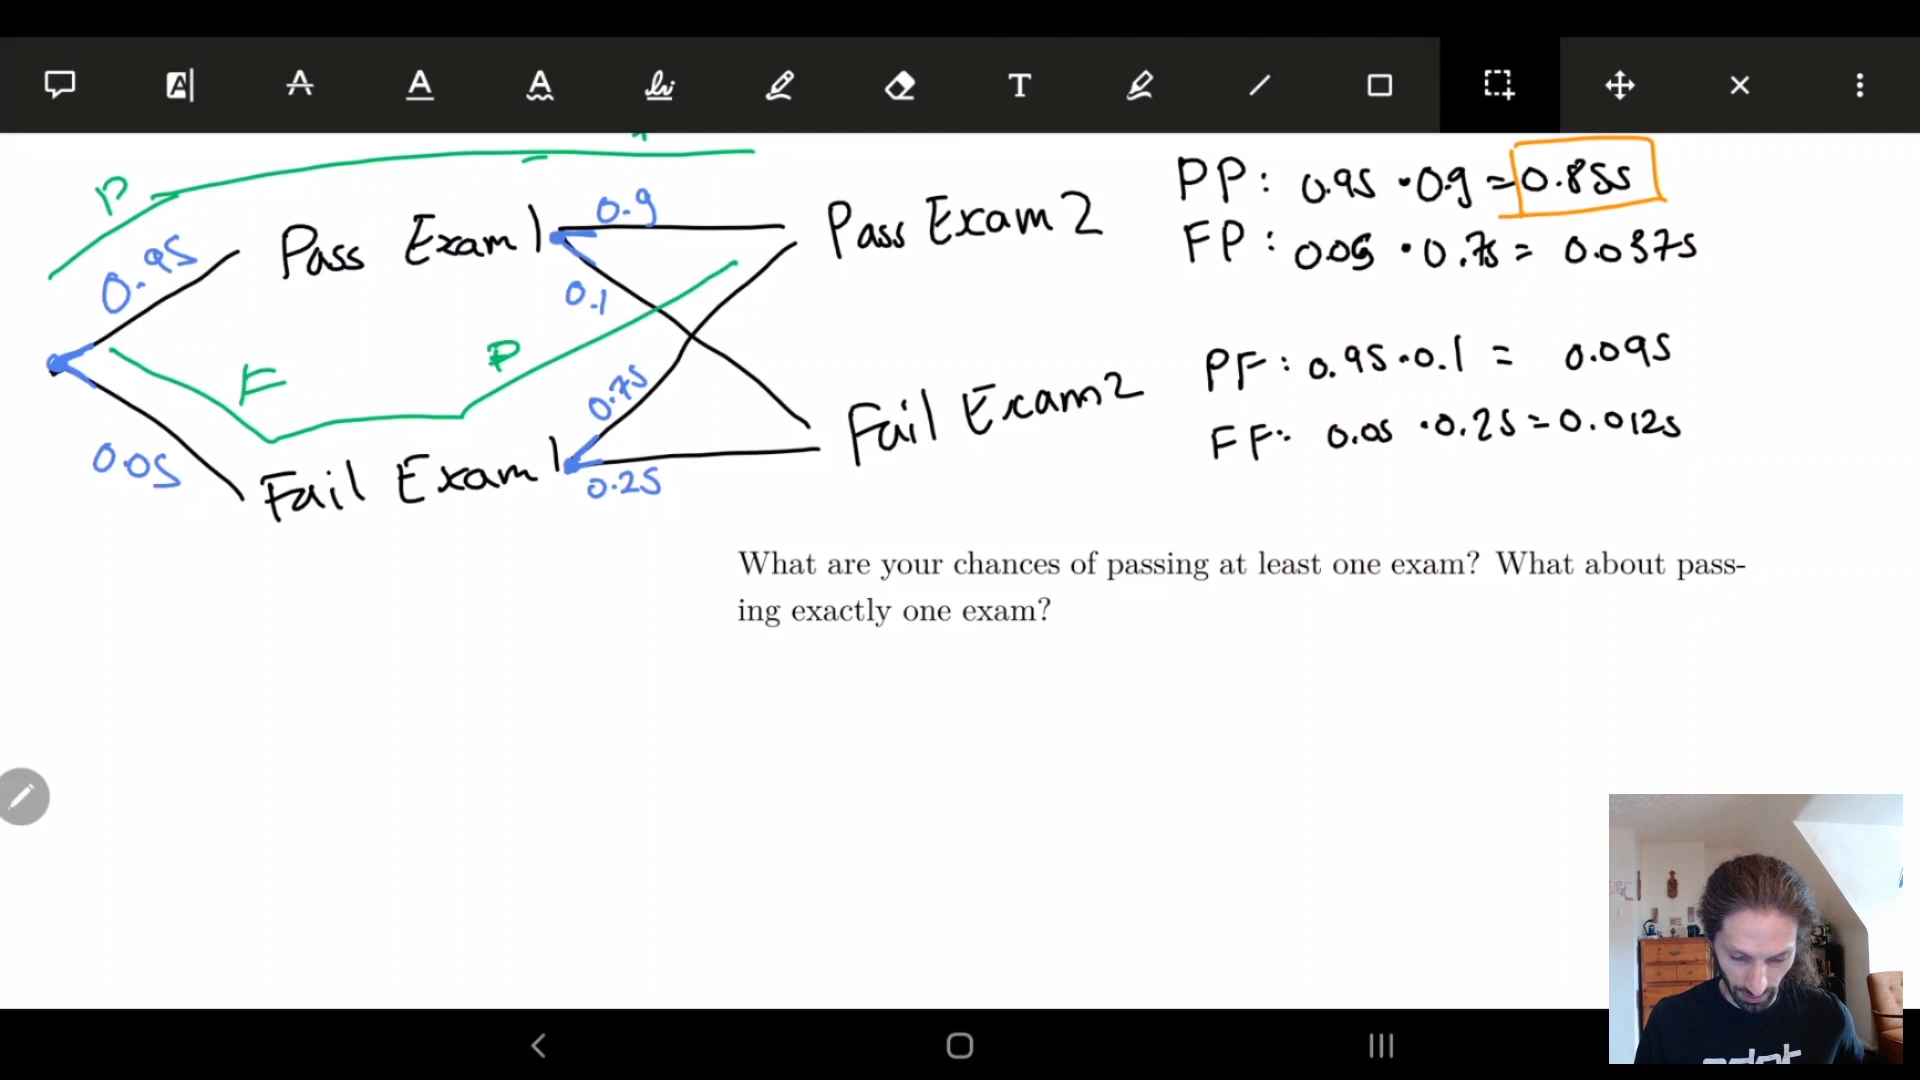 P
0.95
Pass Exam 1
0.9
0.1
Pass Exam 2
F
P
0.75
0.05
Fail Exam 1
0.25
Fail Exam 2
PP: 0.95 · 0.9 = 0.855
FP: 0.05 · 0.75 = 0.0375
PF: 0.95 · 0.1 = 0.095
FF: 0.05 · 0.25 = 0.0125
What are your chances of passing at least one exam? What about pass-
ing exactly one exam?